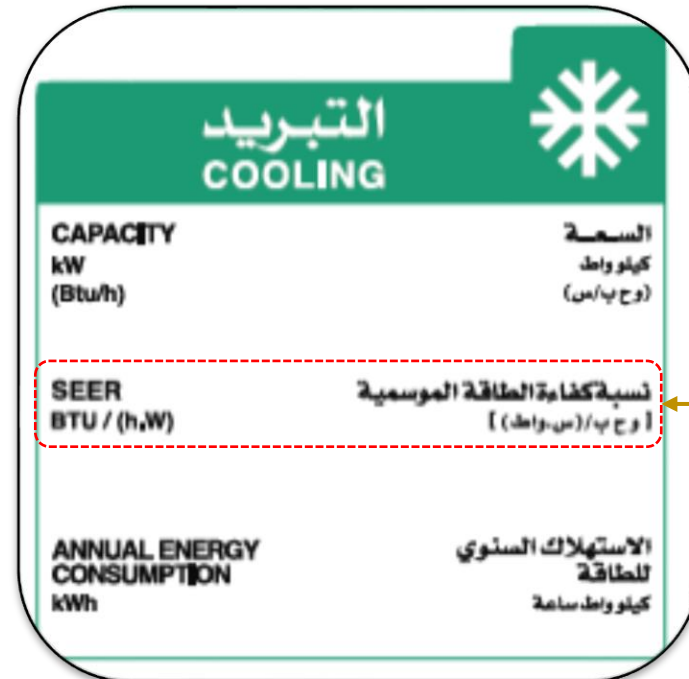 التبريد
COOLING
CAPACITY
السعة
kW
كيلو واط
(Btu/h)
(وح ب/س)
SEER
نسبة كفاءة الطاقة الموسمية
BTU / (h.W)
[وح ب/(س.واط)]
ANNUAL ENERGY
الاستهلاك السنوي
CONSUMPTION
للطاقة
kWh
كيلو واط ساعة